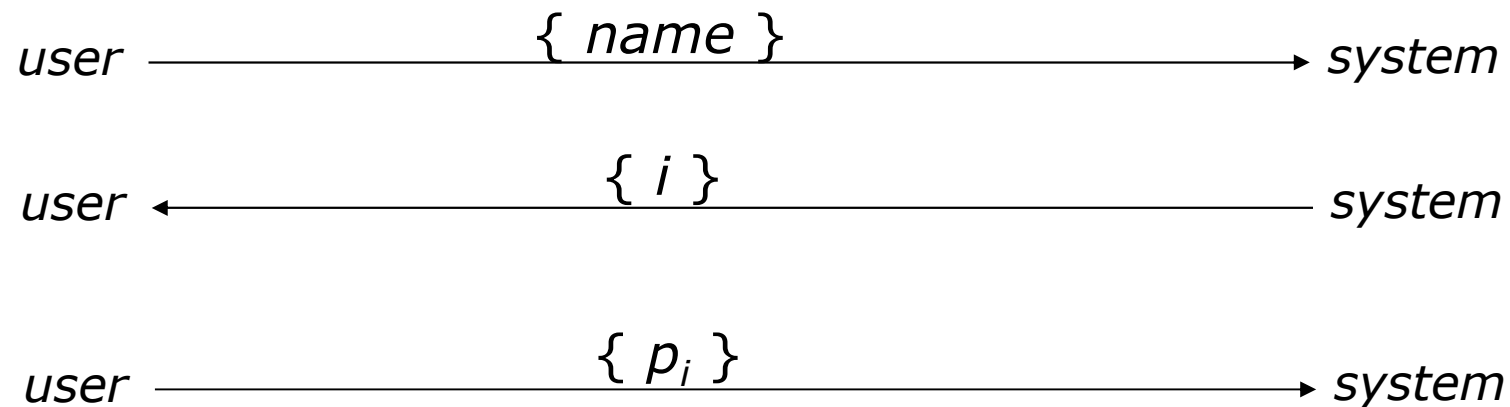 { name }
user system
{ i }
user system
{ pᵢ }
user system